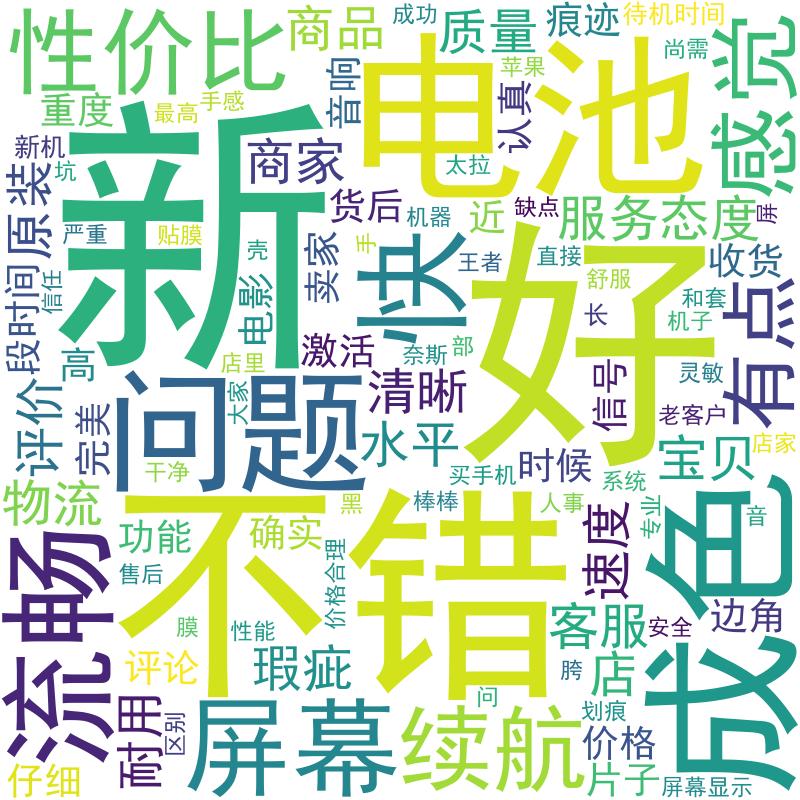 性价比
商品
成功
质量
痕迹
待机时间
尚需
感觉
重度
最高
手感
音响
电池
苹果
认真
新机
坑
新
商家
太拉
原装
货后
机器
近
缺点
服务态度
屏
严重
贴膜
壳
手
快
王者
直接
收货
段时间
信任
电影
卖家
好
舒服
和套
长
机子
有点
高
店里
激活
奈斯
部
清晰
信号
灵敏
评价
完美
大家
问题
水平
老客户
店家
干净
买手机
时候
宝贝
系统
物流
黑
棒棒
人事
功能
确实
不错
速度
专业
音
成色
流畅
售后
价格合理
膜
性能
客服
安全
边角
评论
瑕疵
胯
店
耐用
区别
屏幕
续航
问
划痕
价格
仔细
片子
屏幕显示